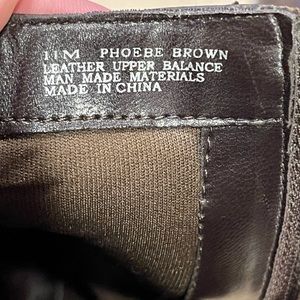 11M PHOEBE BROWN
LEATHER UPPER BALANCE
MAN MADE MATERIALS
MADE IN CHINA